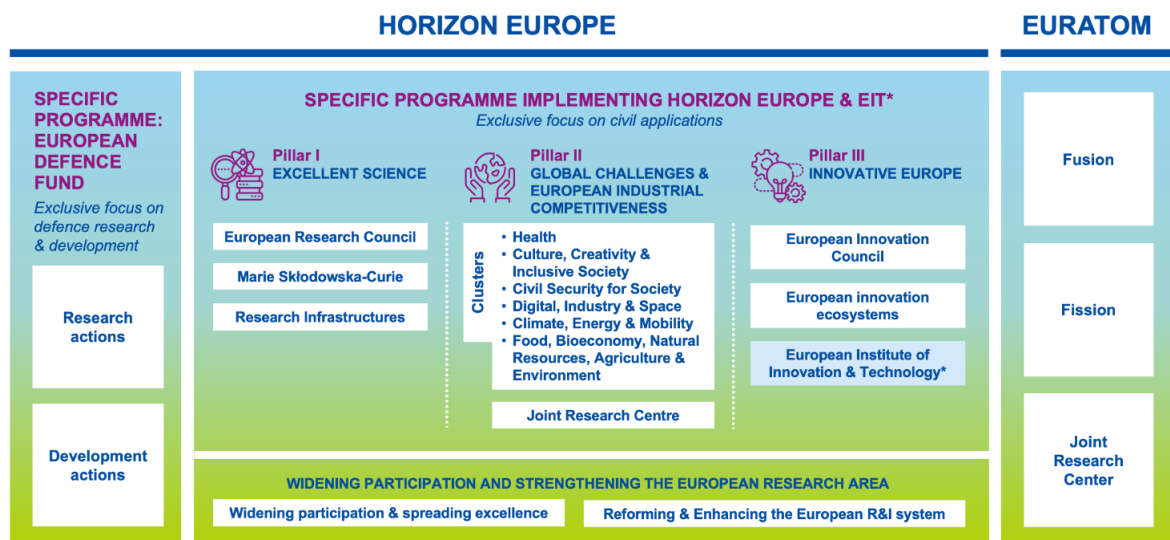 HORIZON EUROPE
EURATOM
SPECIFIC
PROGRAMME:
EUROPEAN
DEFENCE
FUND
Exclusive focus on
defence research
& development
Research
actions
Development
actions
SPECIFIC PROGRAMME IMPLEMENTING HORIZON EUROPE & EIT*
Exclusive focus on civil applications
Pillar I
EXCELLENT SCIENCE
European Research Council
Marie Skłodowska-Curie
Research Infrastructures
Pillar II
GLOBAL CHALLENGES &
EUROPEAN INDUSTRIAL
COMPETITIVENESS
Clusters
• Health
• Culture, Creativity &
Inclusive Society
• Civil Security for Society
• Digital, Industry & Space
• Climate, Energy & Mobility
• Food, Bioeconomy, Natural
Resources, Agriculture &
Environment
Joint Research Centre
Pillar III
INNOVATIVE EUROPE
European Innovation
Council
European innovation
ecosystems
European Institute of
Innovation & Technology*
WIDENING PARTICIPATION AND STRENGTHENING THE EUROPEAN RESEARCH AREA
Widening participation & spreading excellence
Reforming & Enhancing the European R&I system
Fusion
Fission
Joint
Research
Center